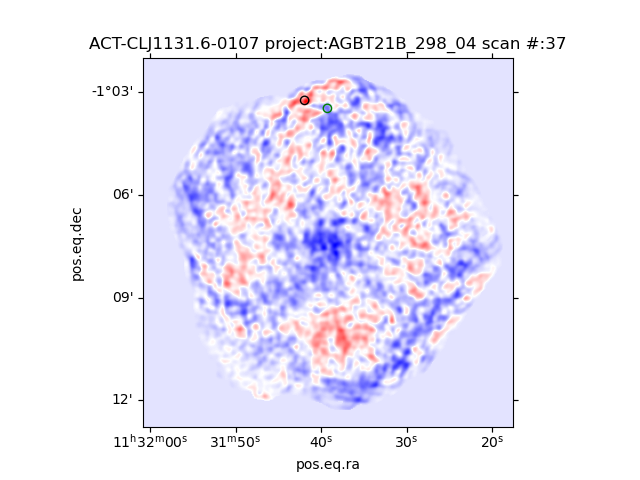 ACT-CLJ1131.6-0107 project:AGBT21B_298_04 scan #:37
-1°03'
06'
09'
12'
pos.eq.dec
11ʰ32ᵐ00ˢ 31ᵐ50ˢ 40ˢ 30ˢ 20ˢ
pos.eq.ra